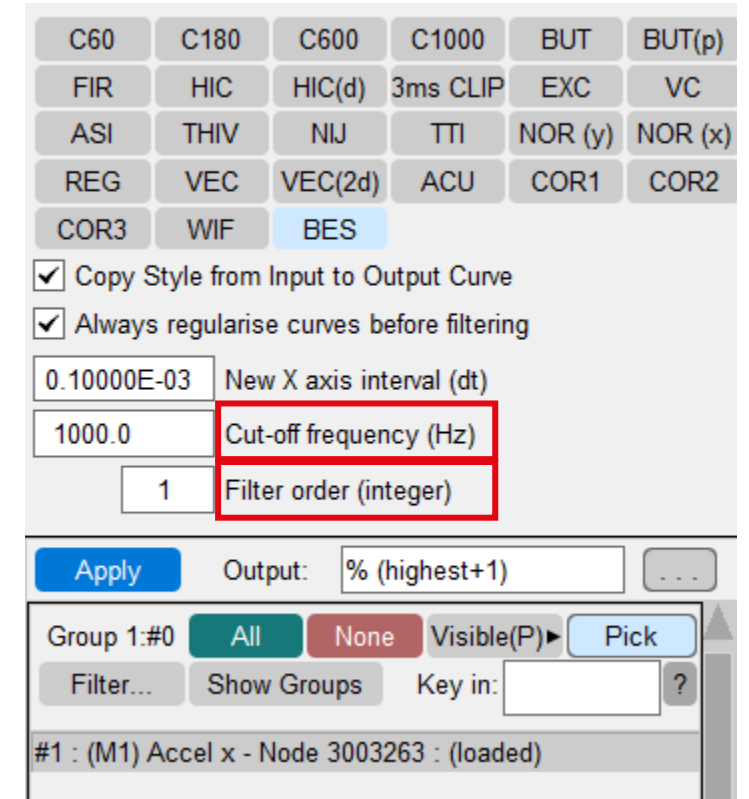 C60 C180 C600 C1000 BUT BUT(p)
FIR HIC HIC(d) 3ms CLIP EXC VC
ASI THIV NIJ TTI NOR (y) NOR (x)
REG VEC VEC(2d) ACU COR1 COR2
COR3 WIF BES
Copy Style from Input to Output Curve
Always regularise curves before filtering
0.10000E-03 New X axis interval (dt)
1000.0 Cut-off frequency (Hz)
1 Filter order (integer)
Apply Output: % (highest+1) ...
Group 1:#0 All None Visible(P) Pick
Filter... Show Groups Key in: ?
#1 : (M1) Accel x - Node 3003263 : (loaded)